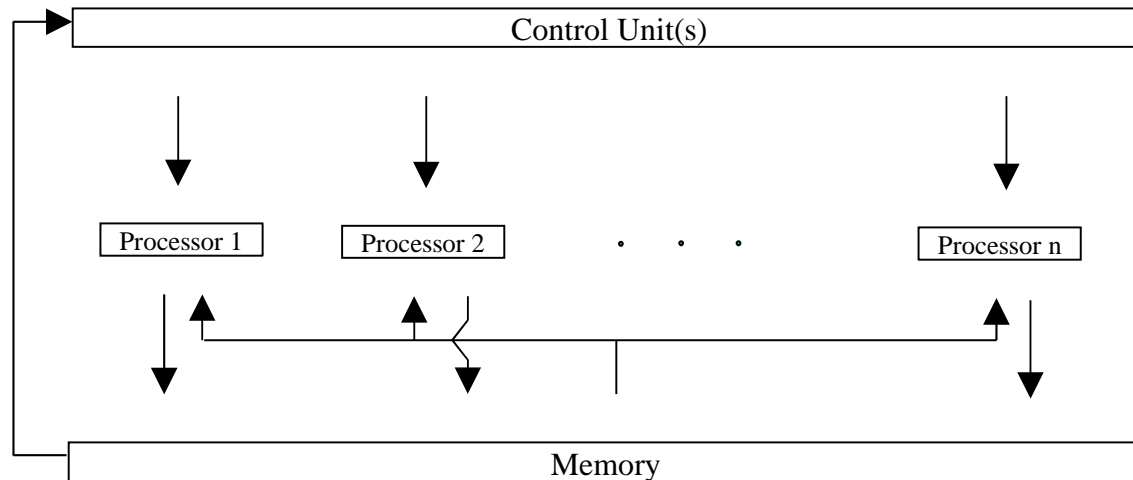 Control Unit(s)
Processor 1
Processor 2
Processor n
Memory